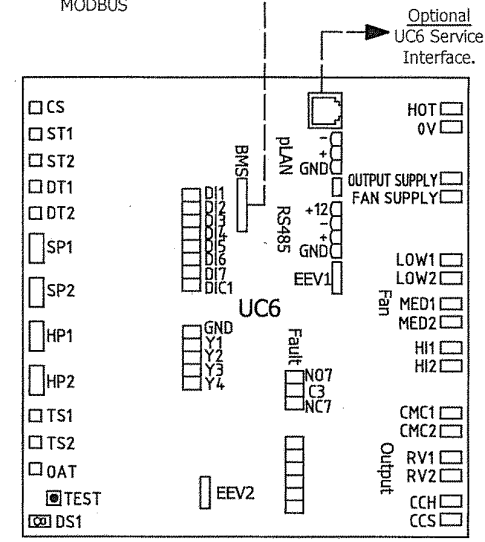 MODBUS
Optional
UC6 Service
Interface.
CS
ST1
ST2
DT1
DT2
SP1
SP2
HP1
HP2
TS1
TS2
OAT
TEST
DS1
BMS
DI1
DI2
DI3
DI4
DI5
DI6
DI7
DIC1
UC6
GND
Y1
Y2
Y3
Y4
EEV2
pLAN
-
+
GND
RS485
+12
-
+
GND
EEV1
Fault
NO7
C3
NC7
HOT
0V
OUTPUT SUPPLY
FAN SUPPLY
Fan
LOW1
LOW2
MED1
MED2
HI1
HI2
Output
CMC1
CMC2
RV1
RV2
CCH
CCS